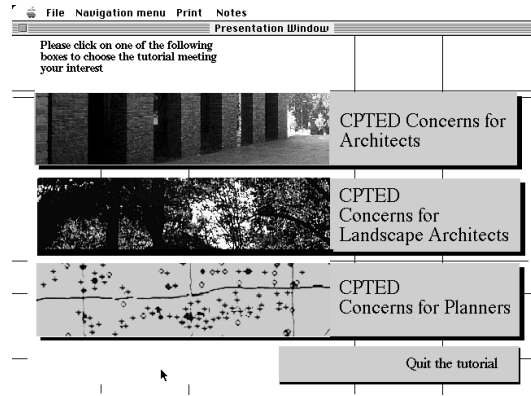 File Navigation menu Print Notes
Presentation Window
Please click on one of the following
boxes to choose the tutorial meeting
your interest
CPTED Concerns for
Architects
CPTED
Concerns for
Landscape Architects
CPTED
Concerns for Planners
Quit the tutorial